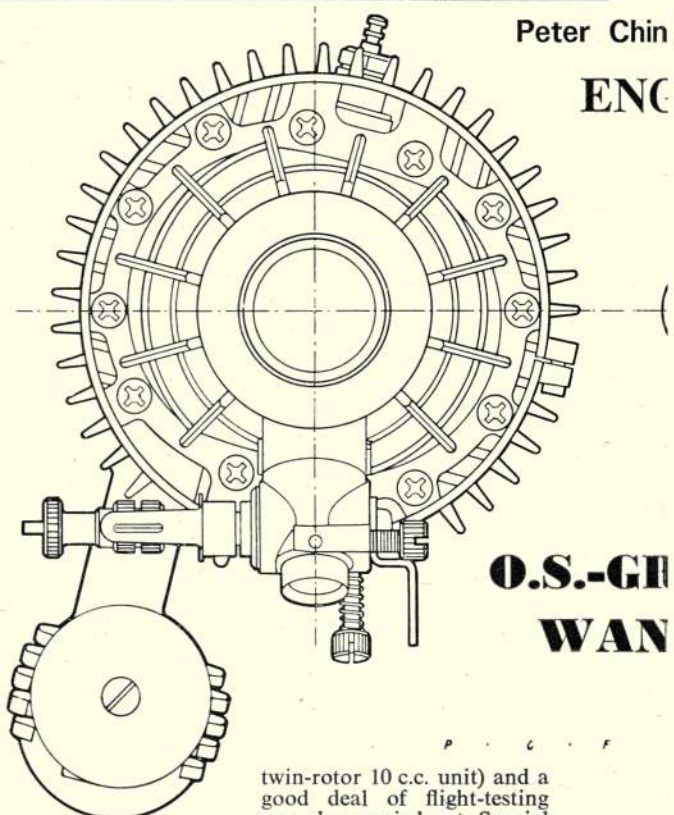 Peter Chin
ENG
O.S.-GR
WAN
P . C . F
twin-rotor 10 c.c. unit) and a
good deal of flight-testing